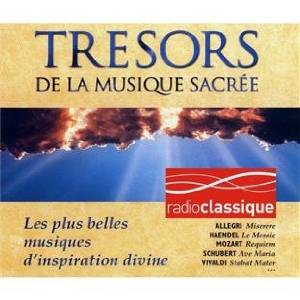 TRESORS
DE LA MUSIQUE SACRÉE
radioclassique
Les plus belles
musiques
d'inspiration divine
ALLEGRI Miserere
HAENDEL Le Messie
MOZART Requiem
SCHUBERT Ave Maria
VIVALDI Stabat Mater
...